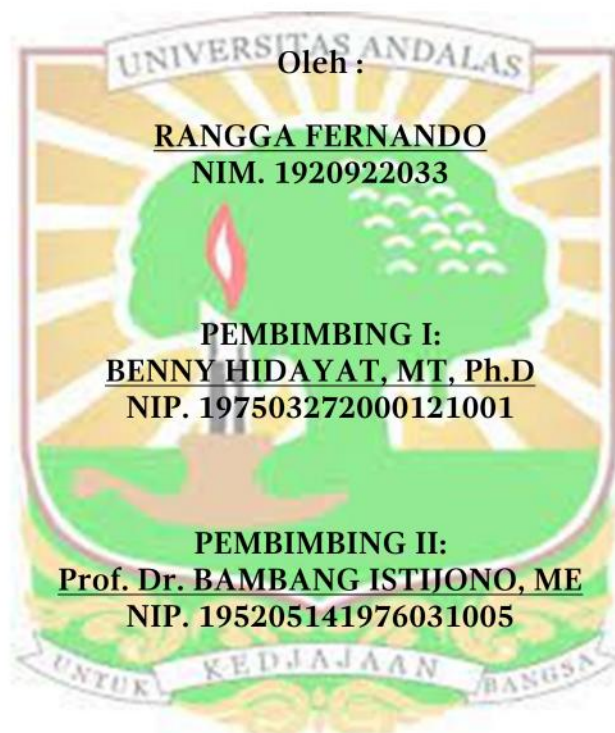 UNIVERSITAS ANDALAS
Oleh :
RANGGA FERNANDO
NIM. 1920922033
PEMBIMBING I:
BENNY HIDAYAT, MT, Ph.D
NIP. 197503272000121001
PEMBIMBING II:
Prof. Dr. BAMBANG ISTIJONO, ME
NIP. 195205141976031005
UNTUK KEDJAJAAN BANGSA